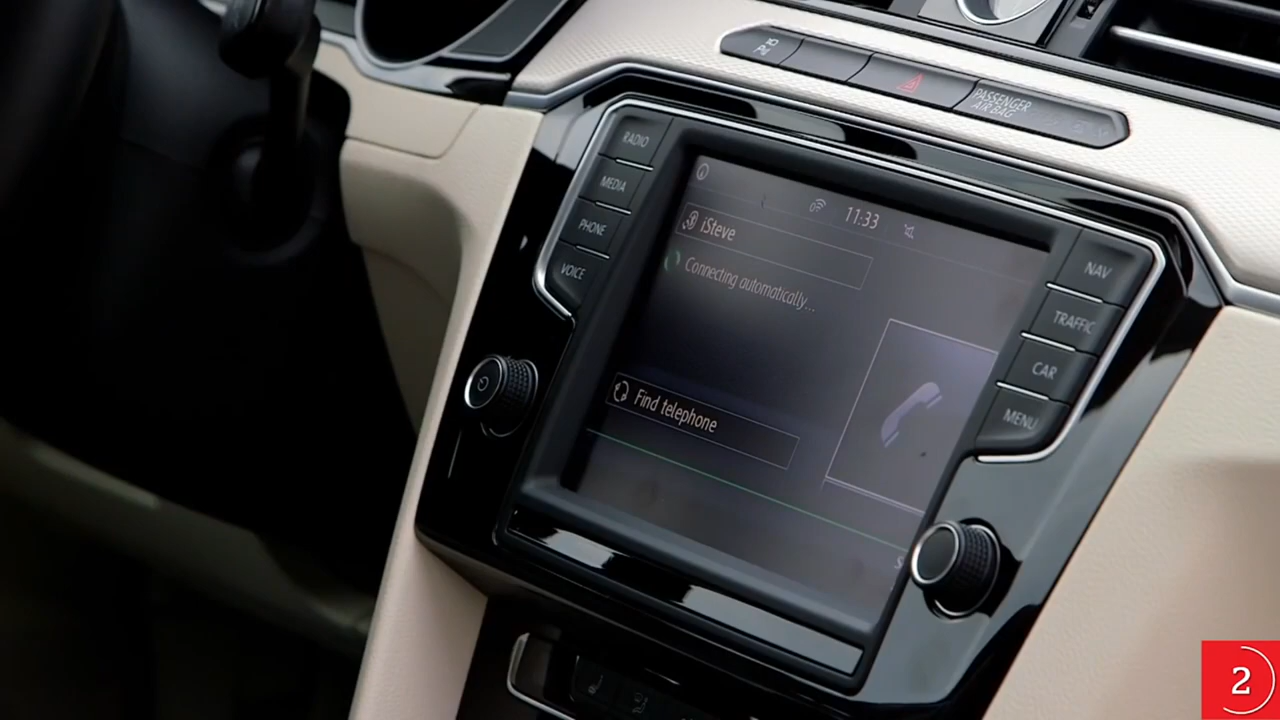 P
PASSENGER
AIR BAG
RADIO
MEDIA
PHONE
VOICE
11:33
iSteve
Connecting automatically...
Find telephone
NAV
TRAFFIC
CAR
MENU
2